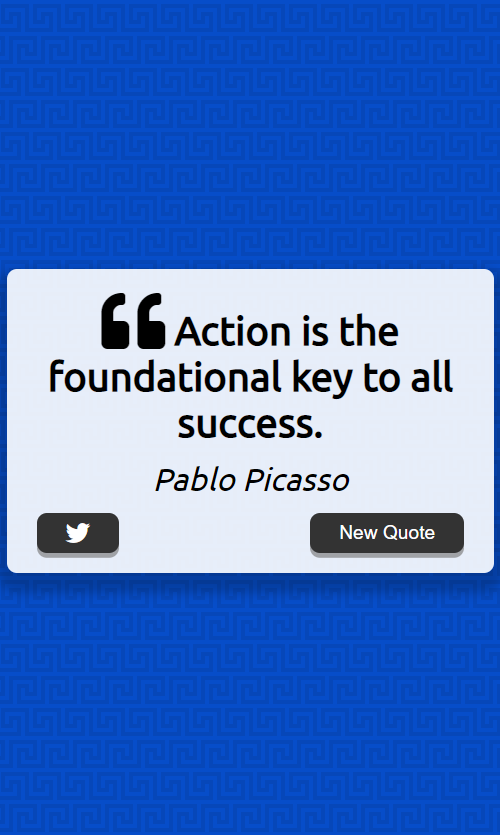 Action is the
foundational key to all
success.
Pablo Picasso
New Quote